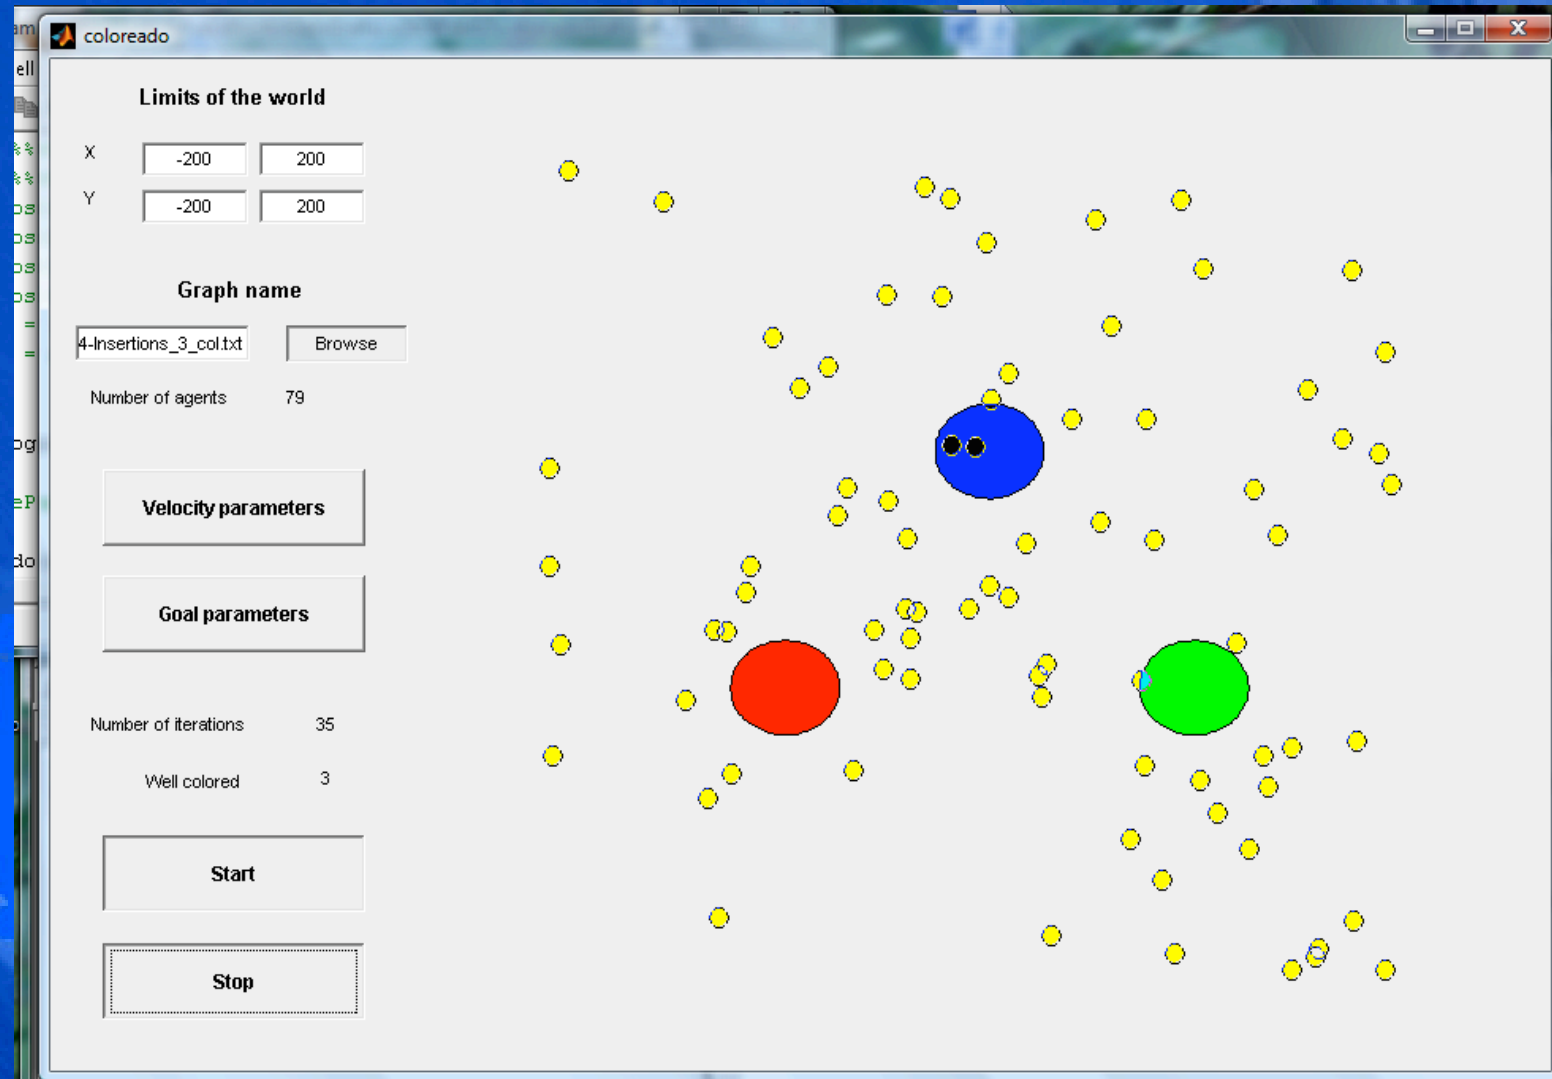 coloreado
ell
Limits of the world
X -200 200
Y -200 200
Graph name
4-Insertions_3_col.txt Browse
Number of agents 79
Velocity parameters
Goal parameters
Number of iterations 35
Well colored 3
Start
Stop